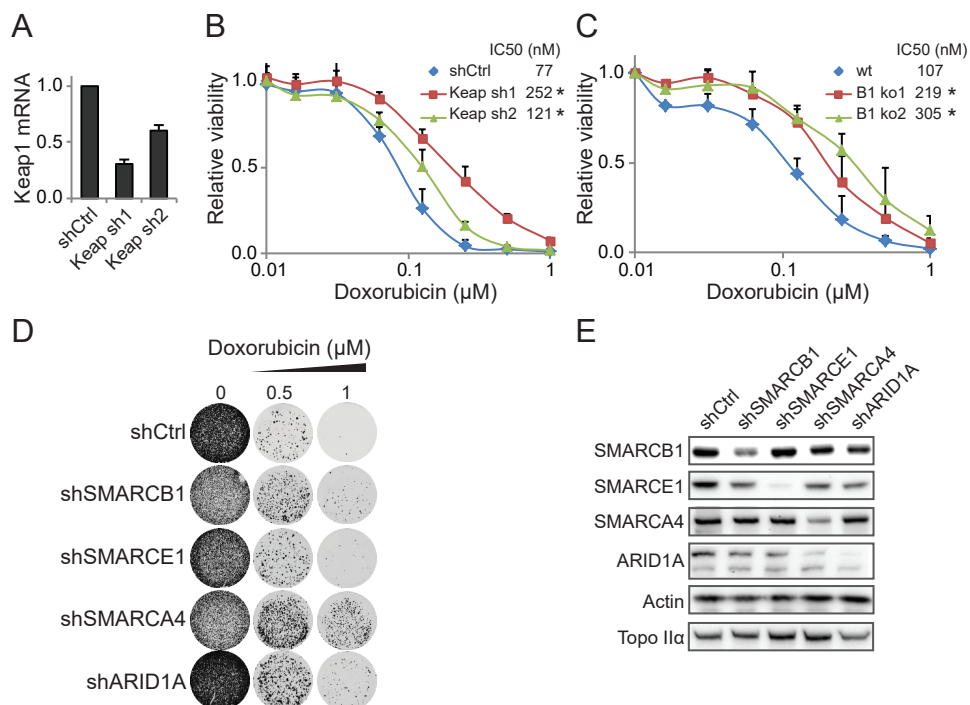 A
Keap1 mRNA
1.0
0.5
0.0
shCtrl
Keap sh1
Keap sh2
B
Relative viability
1.0
0.5
0.0
0.01
0.1
1
Doxorubicin (µM)
IC50 (nM)
shCtrl 77
Keap sh1 252 *
Keap sh2 121 *
C
Relative viability
1.0
0.5
0.0
0.01
0.1
1
Doxorubicin (µM)
IC50 (nM)
wt 107
B1 ko1 219 *
B1 ko2 305 *
D
Doxorubicin (µM)
0 0.5 1
shCtrl
shSMARCB1
shSMARCE1
shSMARCA4
shARID1A
E
shCtrl
shSMARCB1
shSMARCE1
shSMARCA4
shARID1A
SMARCB1
SMARCE1
SMARCA4
ARID1A
Actin
Topo IIα